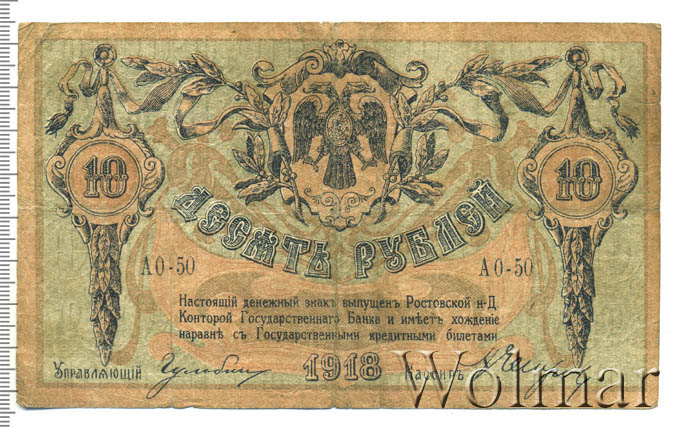 10 10
ДЕСЯТЬ РУБЛЕЙ
АО-50 АО-50
Настоящій денежный знакъ выпущенъ Ростовской н-Д.
Конторой Государственнаго Банка и имѣетъ хожденіе
наравнѣ съ Государственными кредитными билетами
Управляющій 1918 Кассиръ
Wolmar